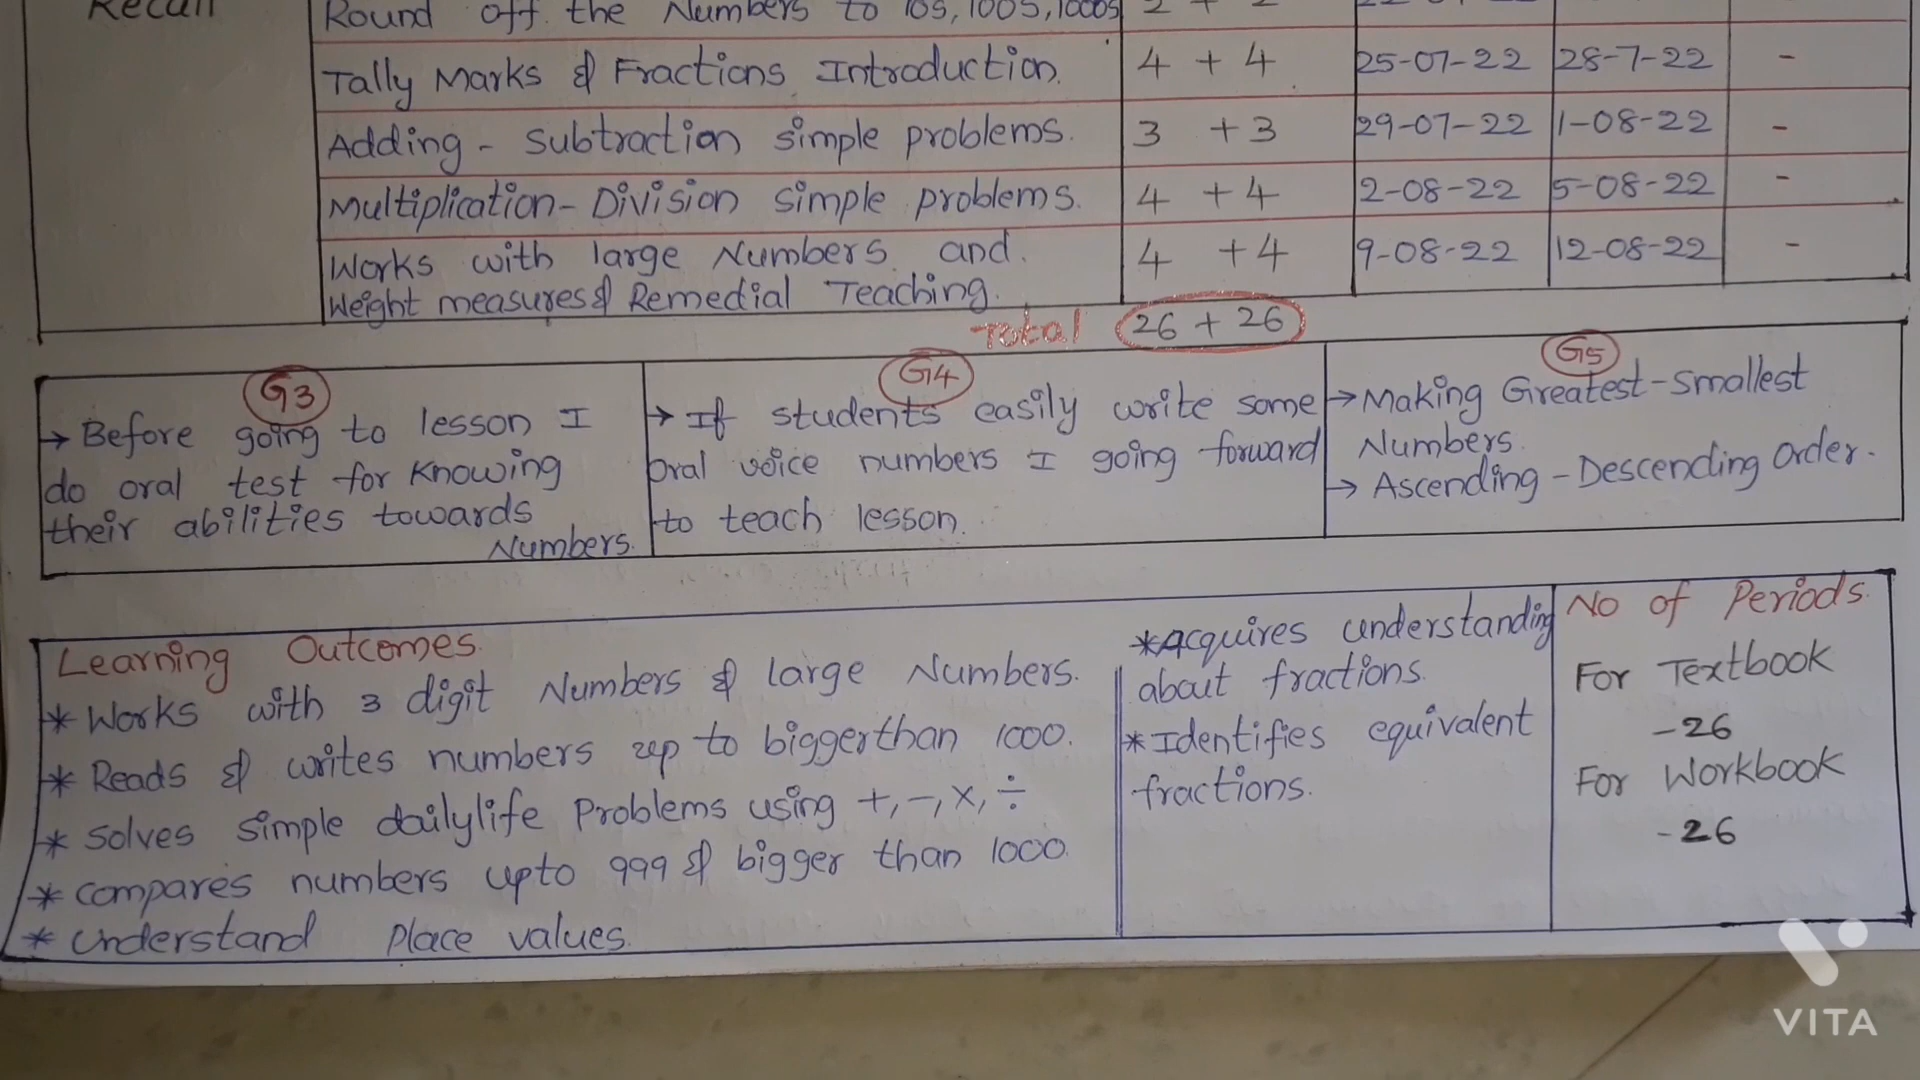 Recall
Round off the Numbers to 10s, 100s, 1000s 2 + 2
Tally Marks & Fractions Introduction. 4 + 4 25-07-22 28-7-22 -
Adding - Subtraction simple problems. 3 + 3 29-07-22 1-08-22 -
Multiplication - Division simple problems. 4 + 4 2-08-22 5-08-22 -
Works with large Numbers and 4 + 4 9-08-22 12-08-22 -
Weight measures & Remedial Teaching.
Total 26 + 26
G3
→ Before going to lesson I
do oral test for Knowing
their abilities towards
Numbers.
G4
→ If students easily write some
oral voice numbers I going forward
to teach lesson.
G5
→ Making Greatest - Smallest
Numbers.
→ Ascending - Descending Order.
Learning Outcomes.
* Works with 3 digit Numbers & large Numbers.
* Reads & writes numbers up to biggerthan 1000.
* Solves simple dailylife Problems using +, -, x, ÷
* Compares numbers upto 999 & bigger than 1000.
* Understand Place values.
* Acquires understanding
about fractions.
* Identifies equivalent
fractions.
No of Periods.
For Textbook
- 26
For Workbook
- 26
VITA